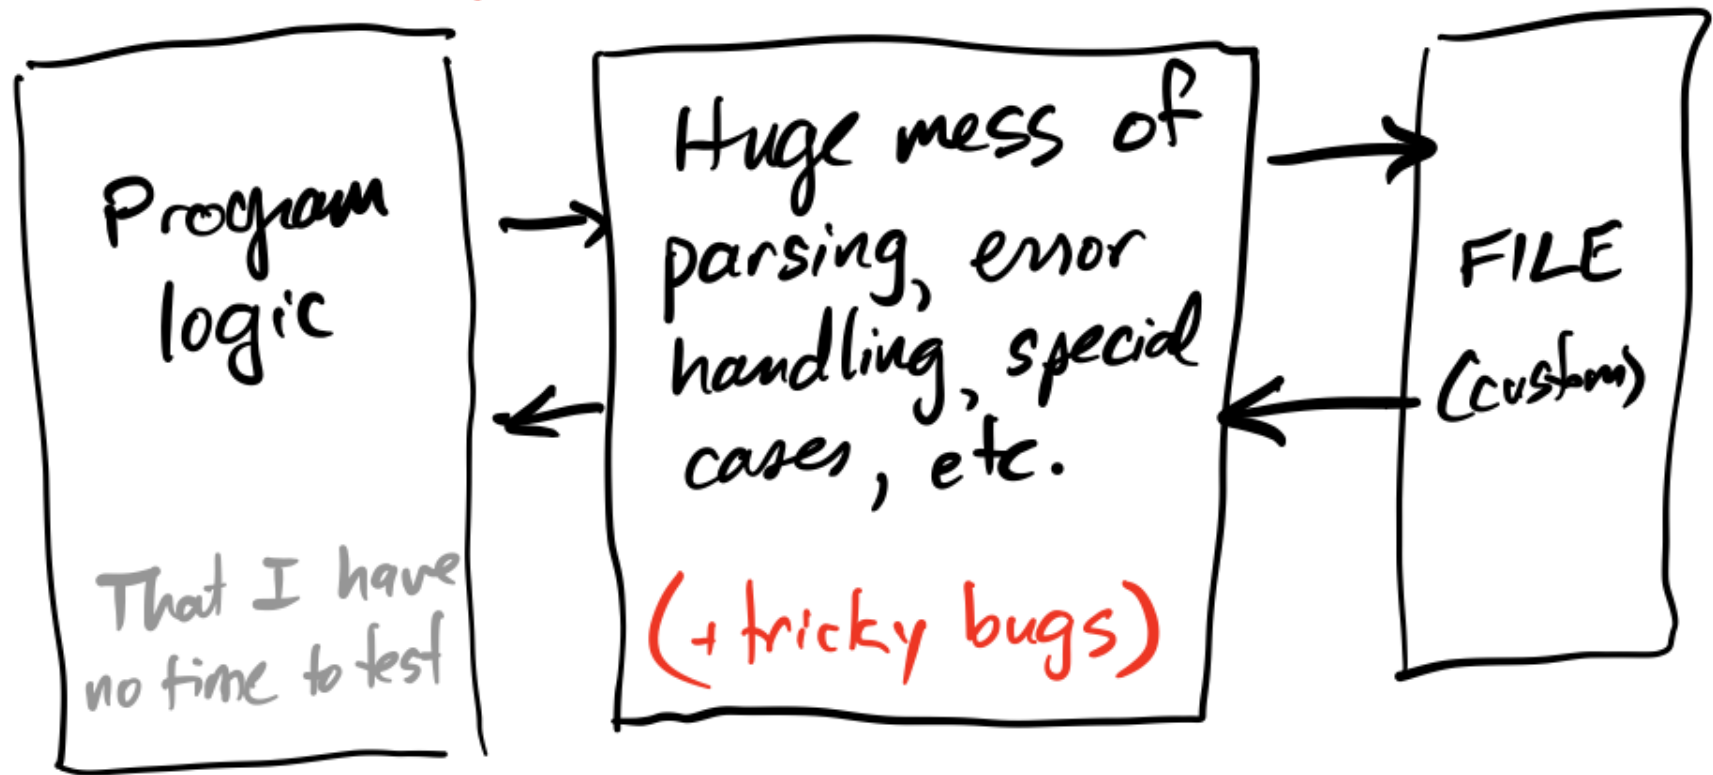 Program
logic
That I have
no time to test
Huge mess of
parsing, error
handling, special
cases, etc.
(+ tricky bugs)
FILE
(custom)